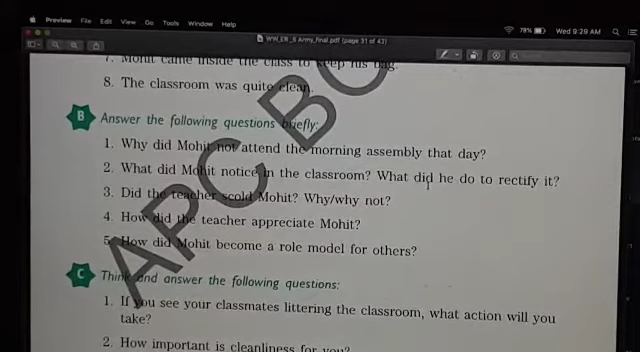 Preview File Edit View Go Tools Window Help
78% Wed 9:29 AM
WW_ER_5 Army_final.pdf (page 31 of 43)
7. Mohit came inside the class to keep his bag.
8. The classroom was quite clean.
B Answer the following questions briefly:
1. Why did Mohit not attend the morning assembly that day?
2. What did Mohit notice in the classroom? What did he do to rectify it?
3. Did the teacher scold Mohit? Why/why not?
4. How did the teacher appreciate Mohit?
5. How did Mohit become a role model for others?
C Think and answer the following questions:
1. If you see your classmates littering the classroom, what action will you
take?
2. How important is cleanliness for you?
APC BO